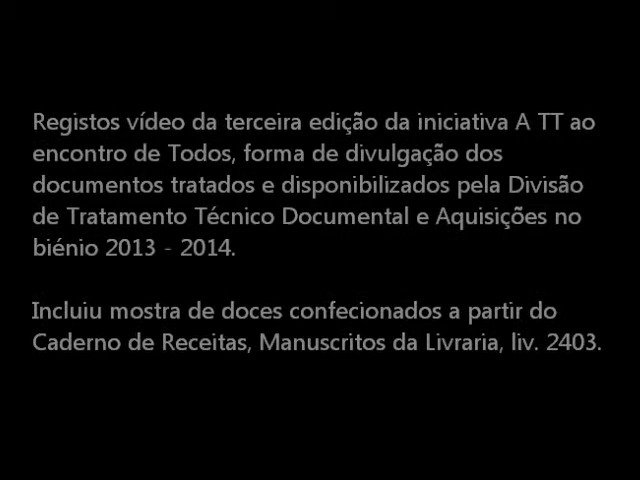 Registos vídeo da terceira edição da iniciativa A TT ao
encontro de Todos, forma de divulgação dos
documentos tratados e disponibilizados pela Divisão
de Tratamento Técnico Documental e Aquisições no
biénio 2013 - 2014.
Incluiu mostra de doces confecionados a partir do
Caderno de Receitas, Manuscritos da Livraria, liv. 2403.